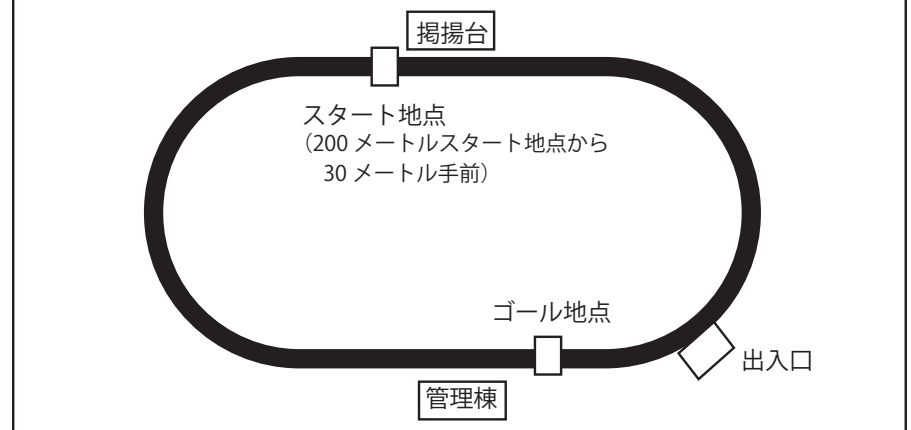 掲揚台
スタート地点
（200 メートルスタート地点から
30 メートル手前）
ゴール地点
出入口
管理棟